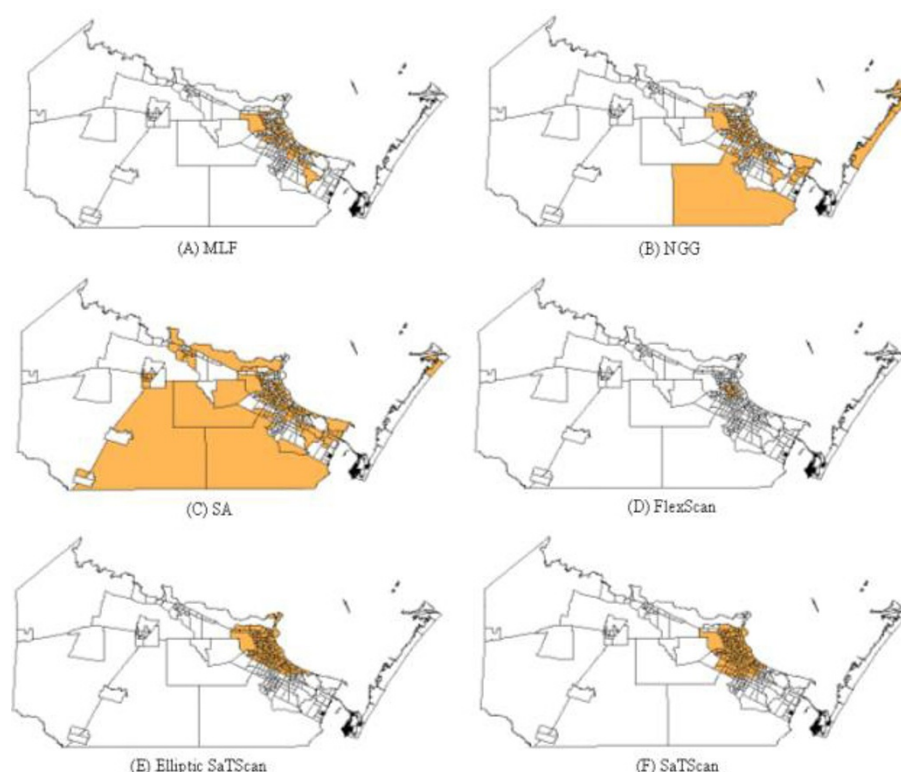 (A) MLF
(B) NGG
(C) SA
(D) FlexScan
(E) Elliptic SaTScan
(F) SaTScan